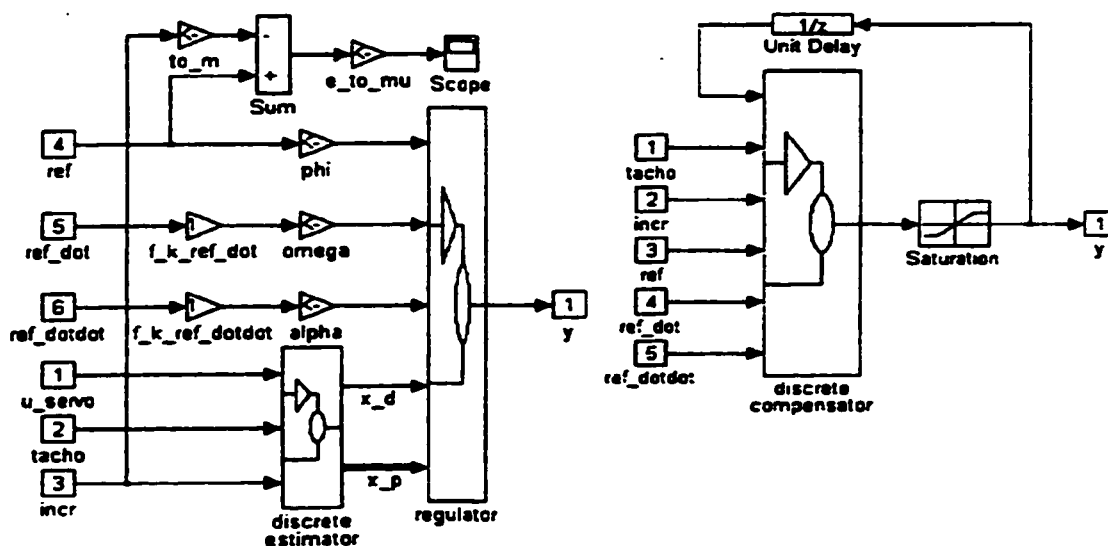 to_m
-
+
Sum
e_to_mu
Scope
4
ref
phi
5
ref_dot
1
f_k_ref_dot
omega
6
ref_dotdot
1
f_k_ref_dotdot
alpha
1
u_servo
2
tacho
3
incr
discrete
estimator
x_d
x_p
regulator
1
y
1/z
Unit Delay
1
tacho
2
incr
3
ref
4
ref_dot
5
ref_dotdot
discrete
compensator
Saturation
1
y